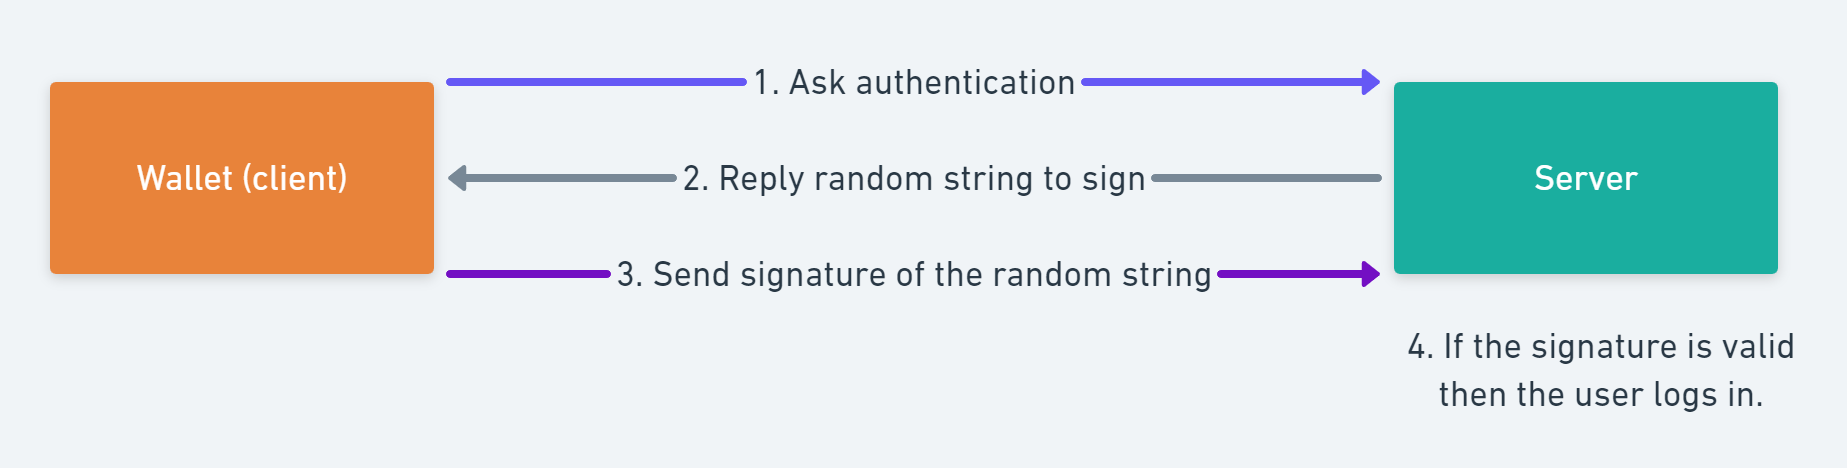 1. Ask authentication
Wallet (client)
2. Reply random string to sign
Server
3. Send signature of the random string
4. If the signature is valid
then the user logs in.